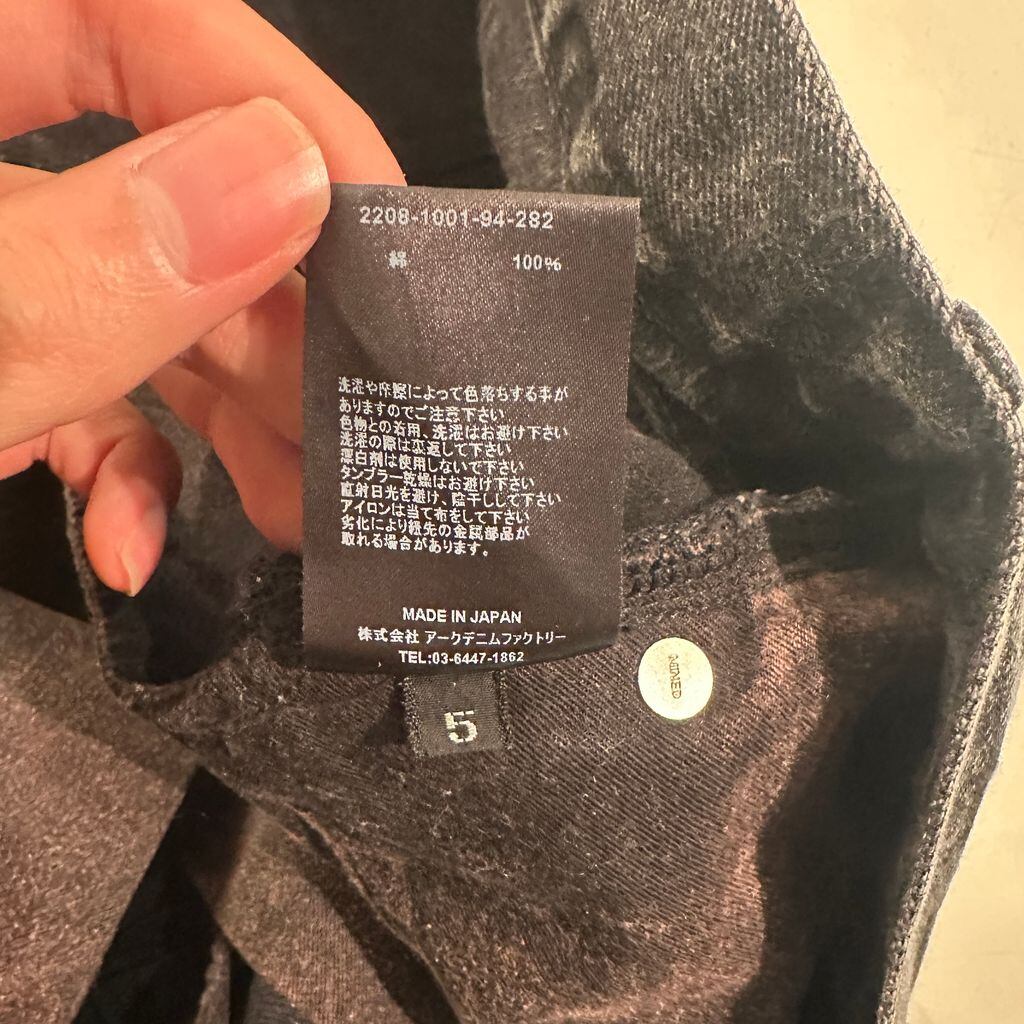 2208-1001-94-282
綿 100%
洗濯や摩擦によって色落ちする事が
ありますのでご注意下さい
色物との着用、洗濯はお避け下さい
洗濯の際は裏返して下さい
漂白剤は使用しないで下さい
タンブラー乾燥はお避け下さい
直射日光を避け、陰干しして下さい
アイロンは当て布をして下さい
劣化により紐先の金属部品が
取れる場合があります。
MADE IN JAPAN
株式会社 アークデニムファクトリー
TEL:03-6447-1862
5